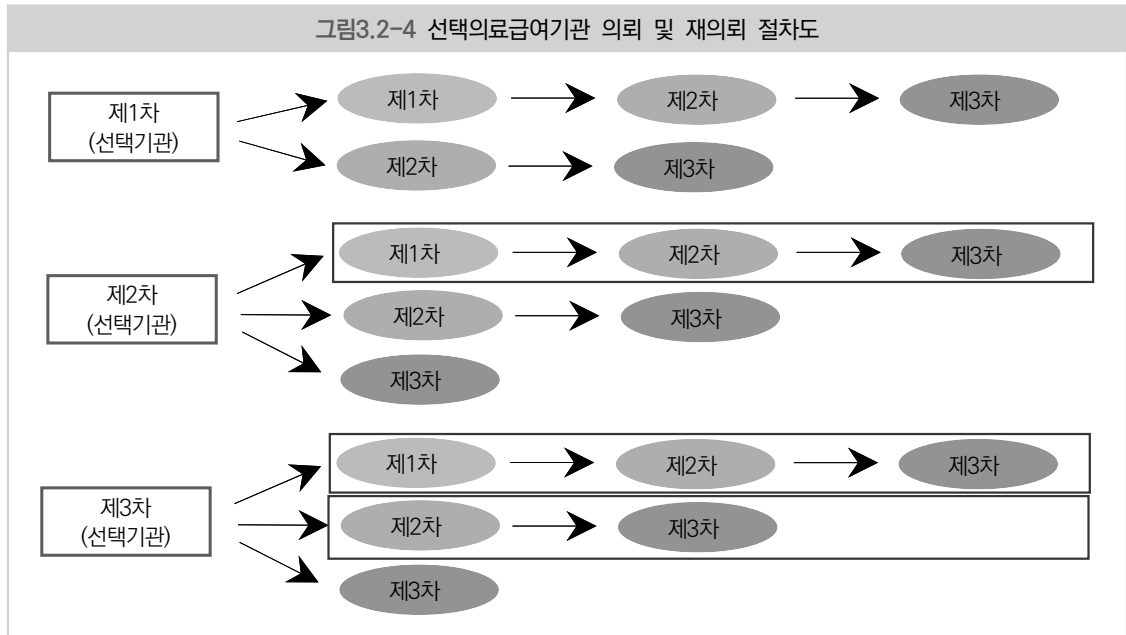 그림3.2-4 선택의료급여기관 의뢰 및 재의뢰 절차도
제1차
(선택기관)
제1차 제2차 제3차
제2차 제3차
제2차
(선택기관)
제1차 제2차 제3차
제2차 제3차
제3차
제3차
(선택기관)
제1차 제2차 제3차
제2차 제3차
제3차